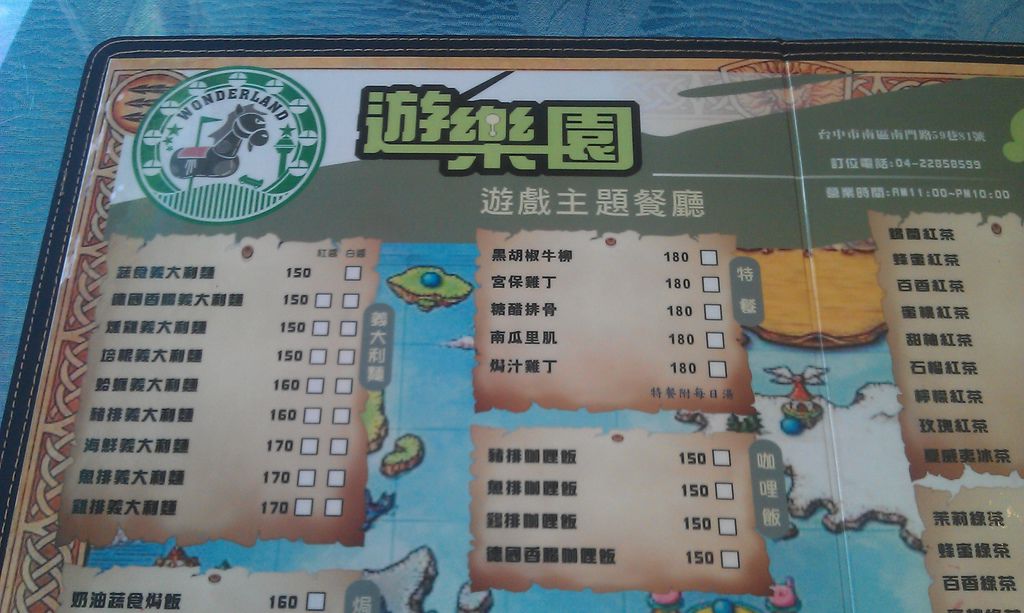 WONDERLAND
遊樂園
遊戲主題餐廳
台中市南區南門路59巷81號
訂位電話:04-22850599
營業時間:AM11:00~PM10:00
紅醬 白醬
蔬食義大利麵 150
德國香腸義大利麵 150
燻雞義大利麵 150
培根義大利麵 150
蛤蠣義大利麵 160
豬排義大利麵 160
海鮮義大利麵 170
魚排義大利麵 170
雞排義大利麵 170
義大利麵
奶油蔬食焗飯 160
焗
黑胡椒牛柳 180
宮保雞丁 180
糖醋排骨 180
南瓜里肌 180
焗汁雞丁 180
特餐附每日湯
特餐
豬排咖哩飯 150
魚排咖哩飯 150
雞排咖哩飯 150
德國香腸咖哩飯 150
咖哩飯
錫蘭紅茶
蜂蜜紅茶
百香紅茶
蜜桃紅茶
甜柚紅茶
石榴紅茶
檸檬紅茶
玫瑰紅茶
夏威夷冰茶
茉莉綠茶
蜂蜜綠茶
百香綠茶